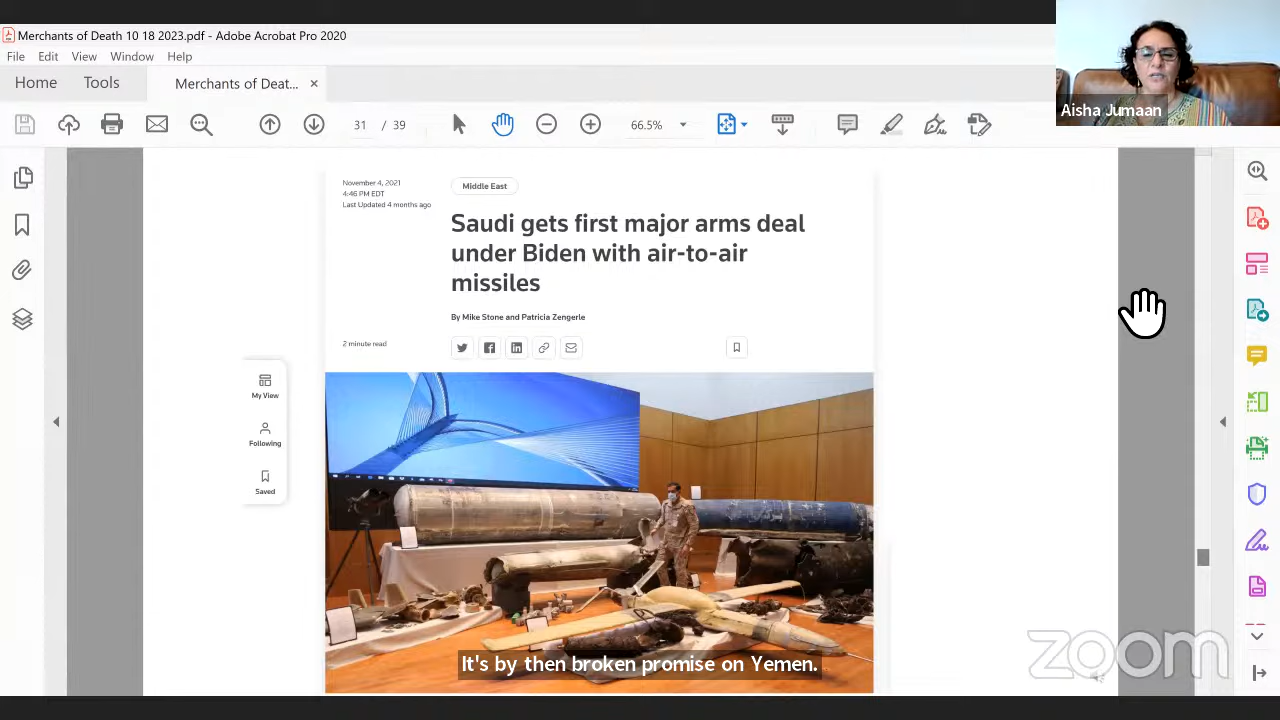 Merchants of Death 10 18 2023.pdf - Adobe Acrobat Pro 2020
File Edit View Window Help
Home Tools Merchants of Deat... ×
31 / 39 66.5%
Aisha Jumaan
November 4, 2021
4:46 PM EDT
Last Updated 4 months ago
Middle East
Saudi gets first major arms deal
under Biden with air-to-air
missiles
By Mike Stone and Patricia Zengerle
2 minute read
My View
Following
Saved
It's by then broken promise on Yemen.
zoom